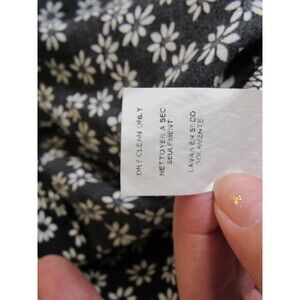 DRY CLEAN ONLY
NETTOYER A SEC
SEULEMENT
LAVAR EN SECO
SOLAMENTE